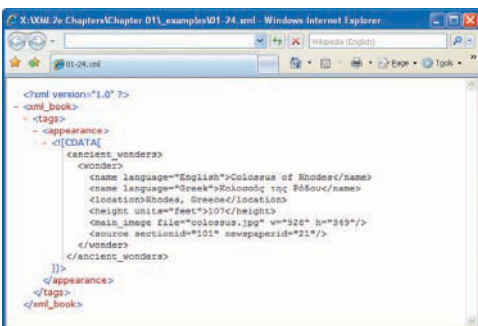 X:\XML 2e Chapters\Chapter 01\_examples\01-24.xml - Windows Internet Explorer
Wikipedia (English)
01-24.xml
Page
Tools
<?xml version="1.0" ?>
- <xml_book>
- <tags>
- <appearance>
- <![CDATA[
<ancient_wonders>
<wonder>
<name language="English">Colossus of Rhodes</name>
<name language="Greek">Κολοσσός της Ρόδου</name>
<location>Rhodes, Greece</location>
<height units="feet">107</height>
<main_image file="colossus.jpg" w="528" h="349"/>
<source sectionid="101" newspaperid="21"/>
</wonder>
</ancient_wonders>
]]>
</appearance>
</tags>
</xml_book>